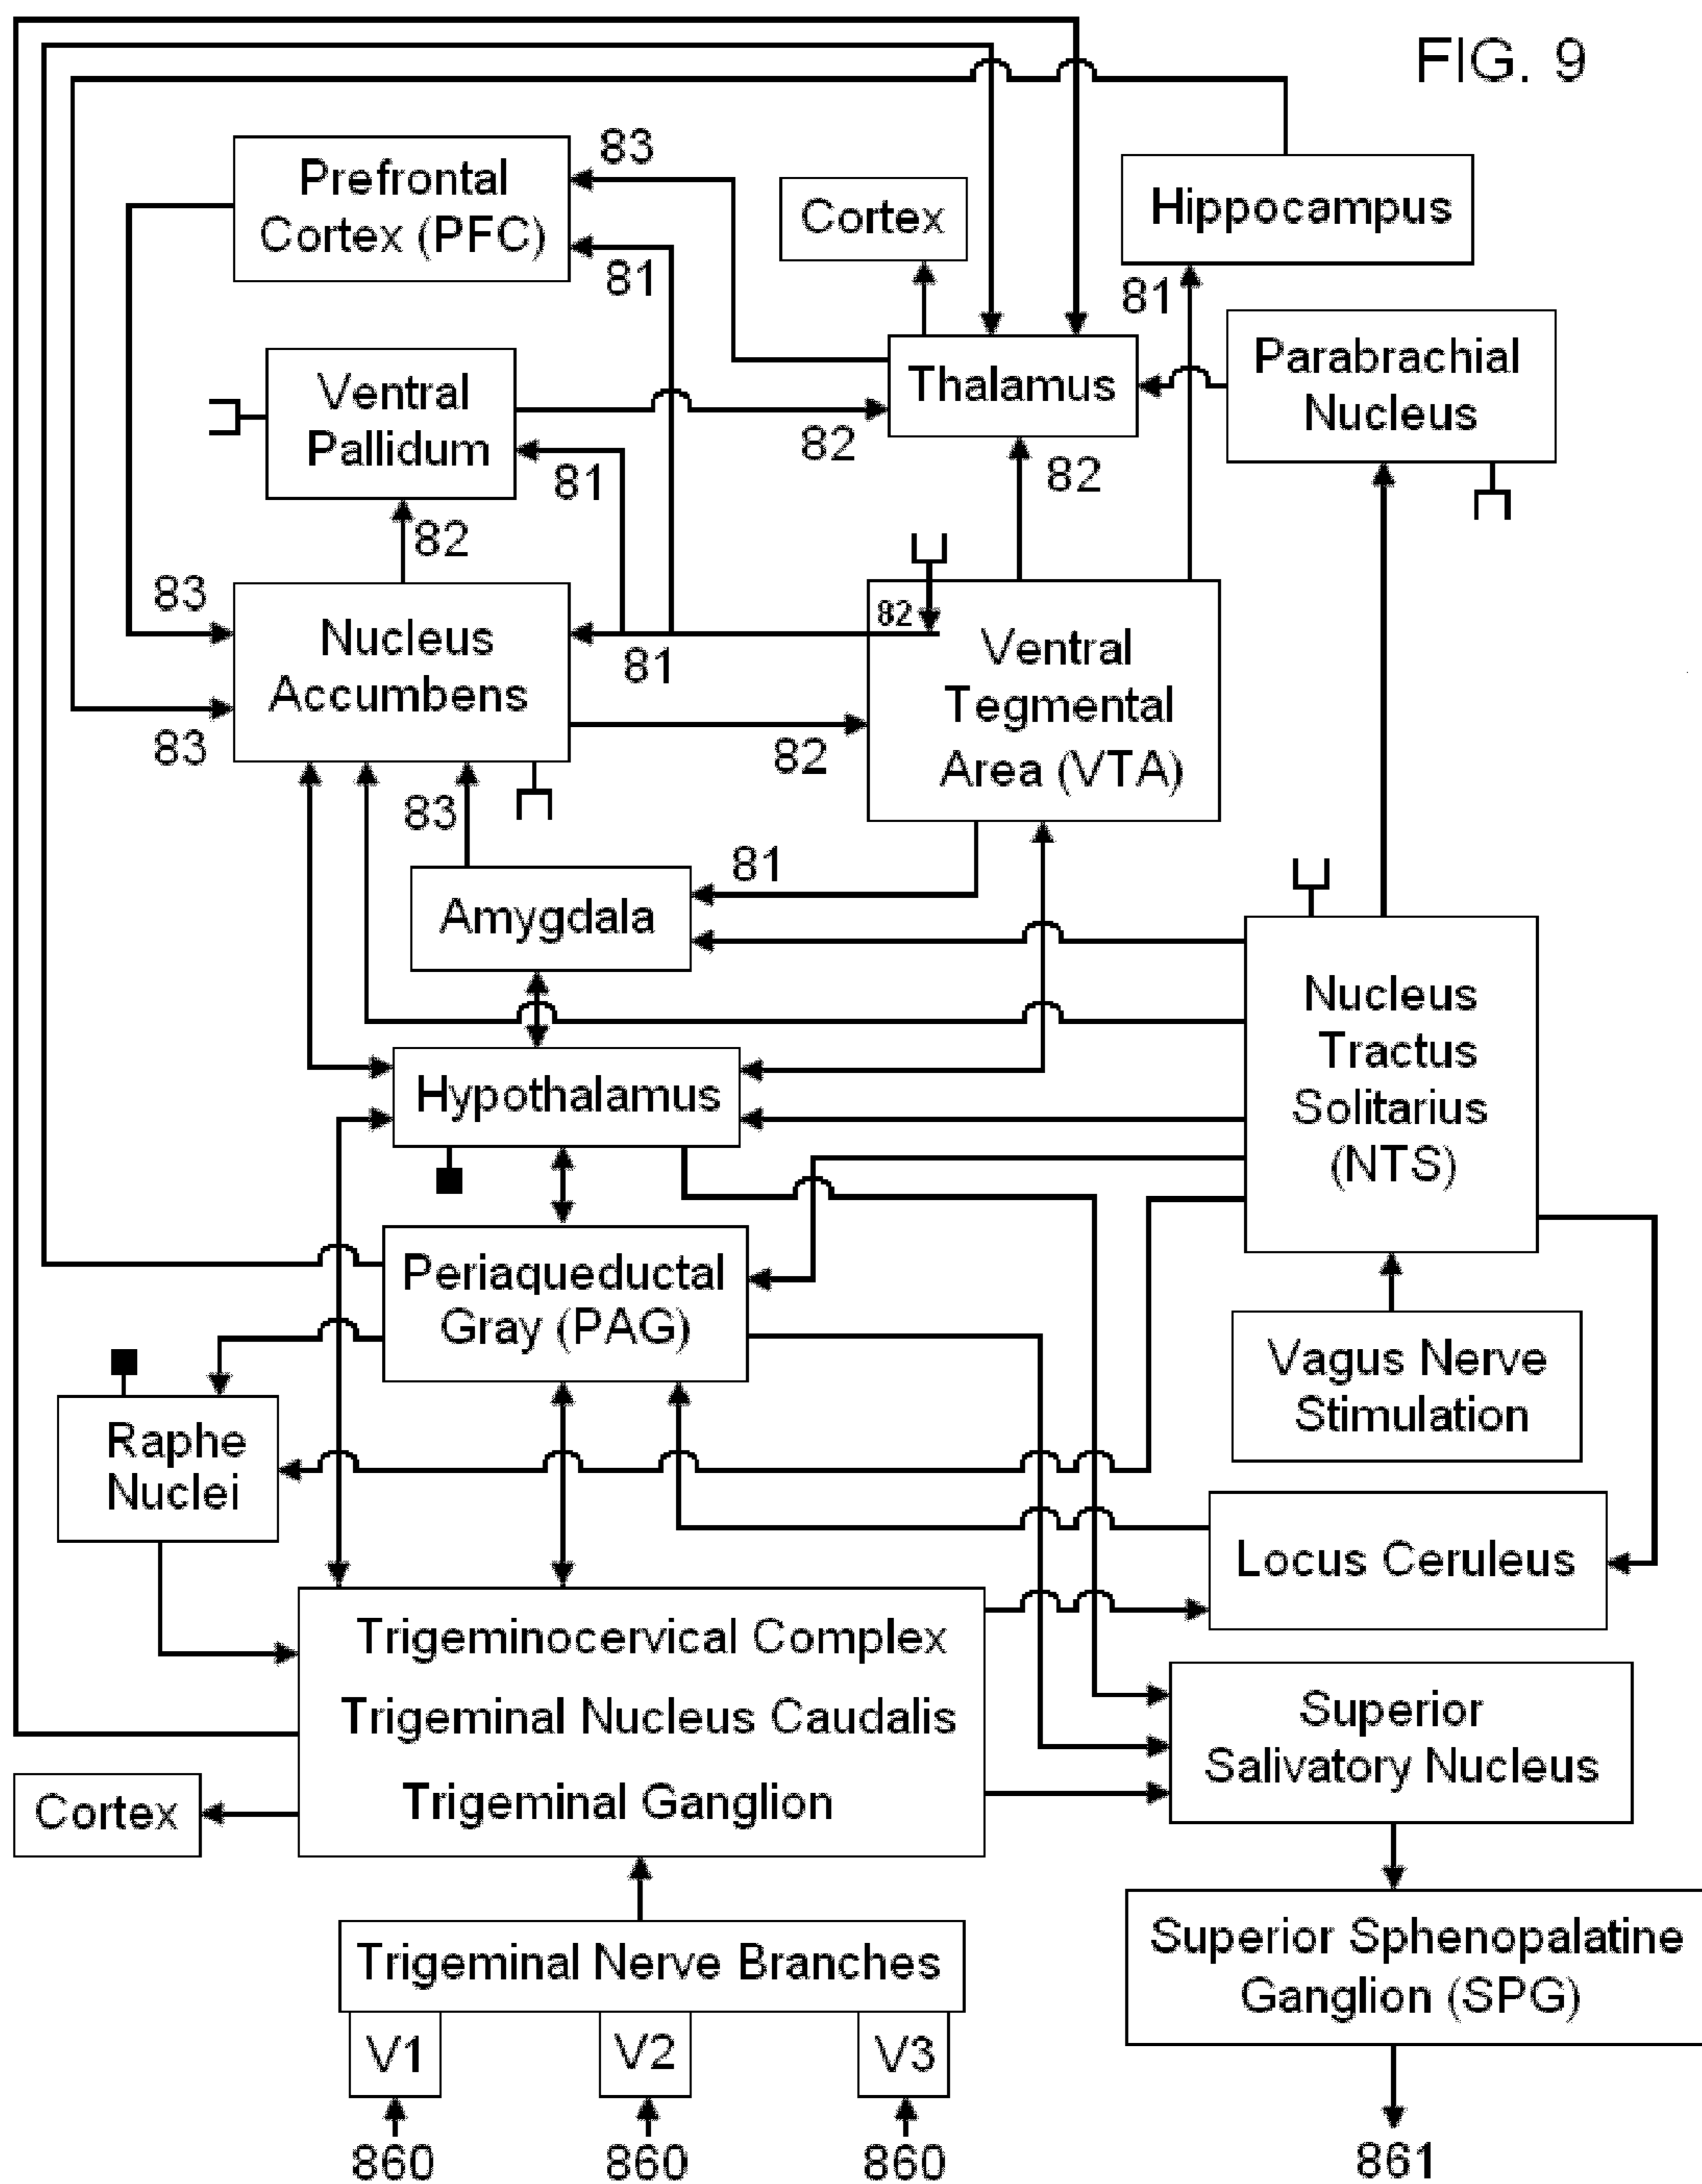 FIG. 9
Prefrontal
Cortex (PFC)
83
81
Cortex
Hippocampus
81
Parabrachial
Nucleus
Thalamus
Ventral
Pallidum
82
81
82
82
83
Nucleus
Accumbens
83
81
82
82
Ventral
Tegmental
Area (VTA)
83
81
Amygdala
Nucleus
Tractus
Solitarius
(NTS)
Hypothalamus
Periaqueductal
Gray (PAG)
Vagus Nerve
Stimulation
Raphe
Nuclei
Locus Ceruleus
Trigeminocervical Complex
Trigeminal Nucleus Caudalis
Trigeminal Ganglion
Superior
Salivatory Nucleus
Cortex
Trigeminal Nerve Branches
V1
V2
V3
860
860
860
Superior Sphenopalatine
Ganglion (SPG)
861